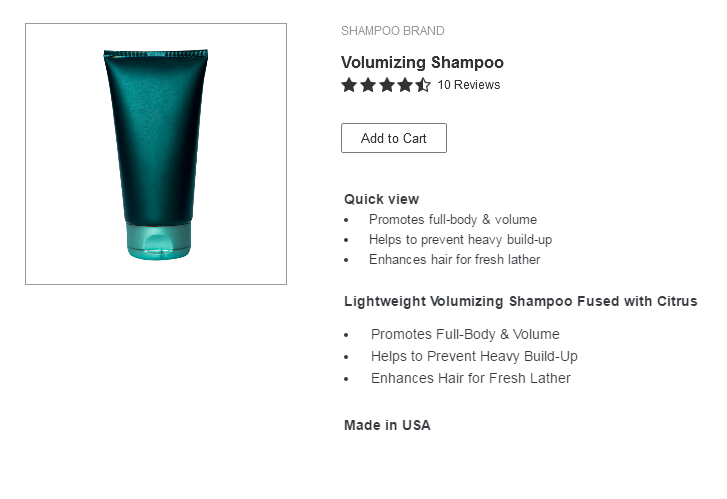 SHAMPOO BRAND
Volumizing Shampoo
10 Reviews
Add to Cart
Quick view
• Promotes full-body & volume
• Helps to prevent heavy build-up
• Enhances hair for fresh lather
Lightweight Volumizing Shampoo Fused with Citrus
• Promotes Full-Body & Volume
• Helps to Prevent Heavy Build-Up
• Enhances Hair for Fresh Lather
Made in USA